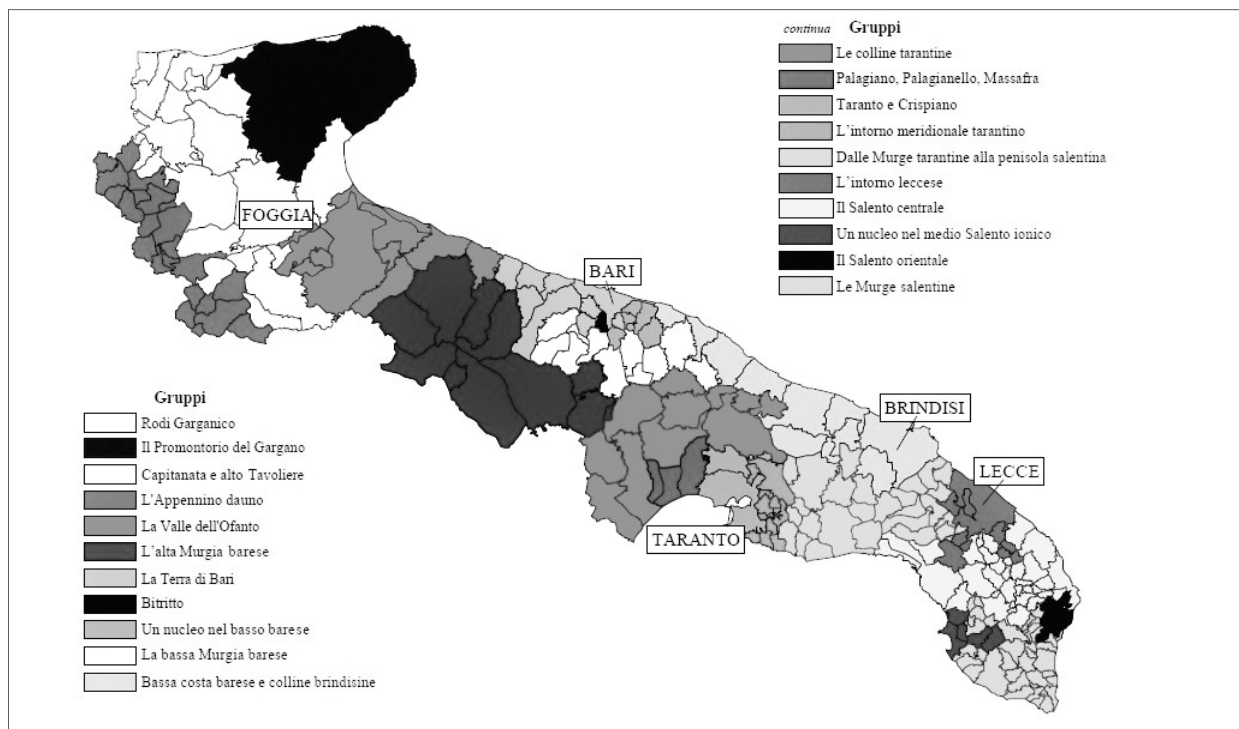 continua Gruppi
Le colline tarantine
Palagiano, Palagianello, Massafra
Taranto e Crispiano
L'intorno meridionale tarantino
Dalle Murge tarantine alla penisola salentina
L'intorno leccese
Il Salento centrale
Un nucleo nel medio Salento ionico
Il Salento orientale
Le Murge salentine
FOGGIA
BARI
BRINDISI
LECCE
TARANTO
Gruppi
Rodi Garganico
Il Promontorio del Gargano
Capitanata e alto Tavoliere
L'Appennino dauno
La Valle dell'Ofanto
L'alta Murgia barese
La Terra di Bari
Bitritto
Un nucleo nel basso barese
La bassa Murgia barese
Bassa costa barese e colline brindisine